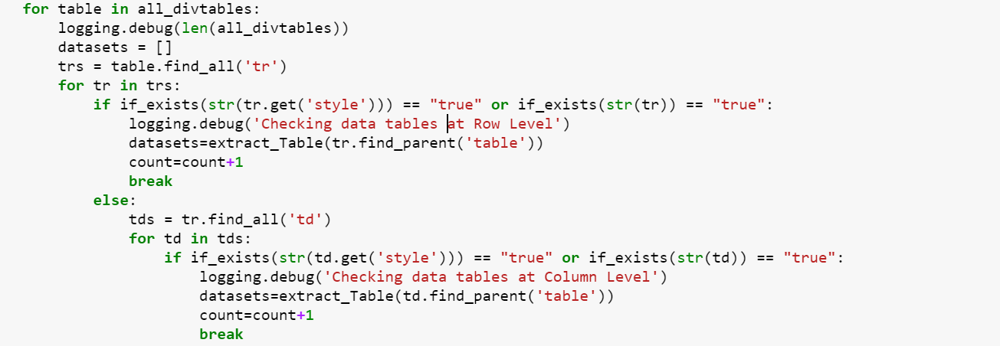 for table in all_divtables:
    logging.debug(len(all_divtables))
    datasets = []
    trs = table.find_all('tr')
    for tr in trs:
        if if_exists(str(tr.get('style'))) == "true" or if_exists(str(tr)) == "true":
            logging.debug('Checking data tables at Row Level')
            datasets=extract_Table(tr.find_parent('table'))
            count=count+1
            break
        else:
            tds = tr.find_all('td')
            for td in tds:
                if if_exists(str(td.get('style'))) == "true" or if_exists(str(td)) == "true":
                    logging.debug('Checking data tables at Column Level')
                    datasets=extract_Table(td.find_parent('table'))
                    count=count+1
                    break